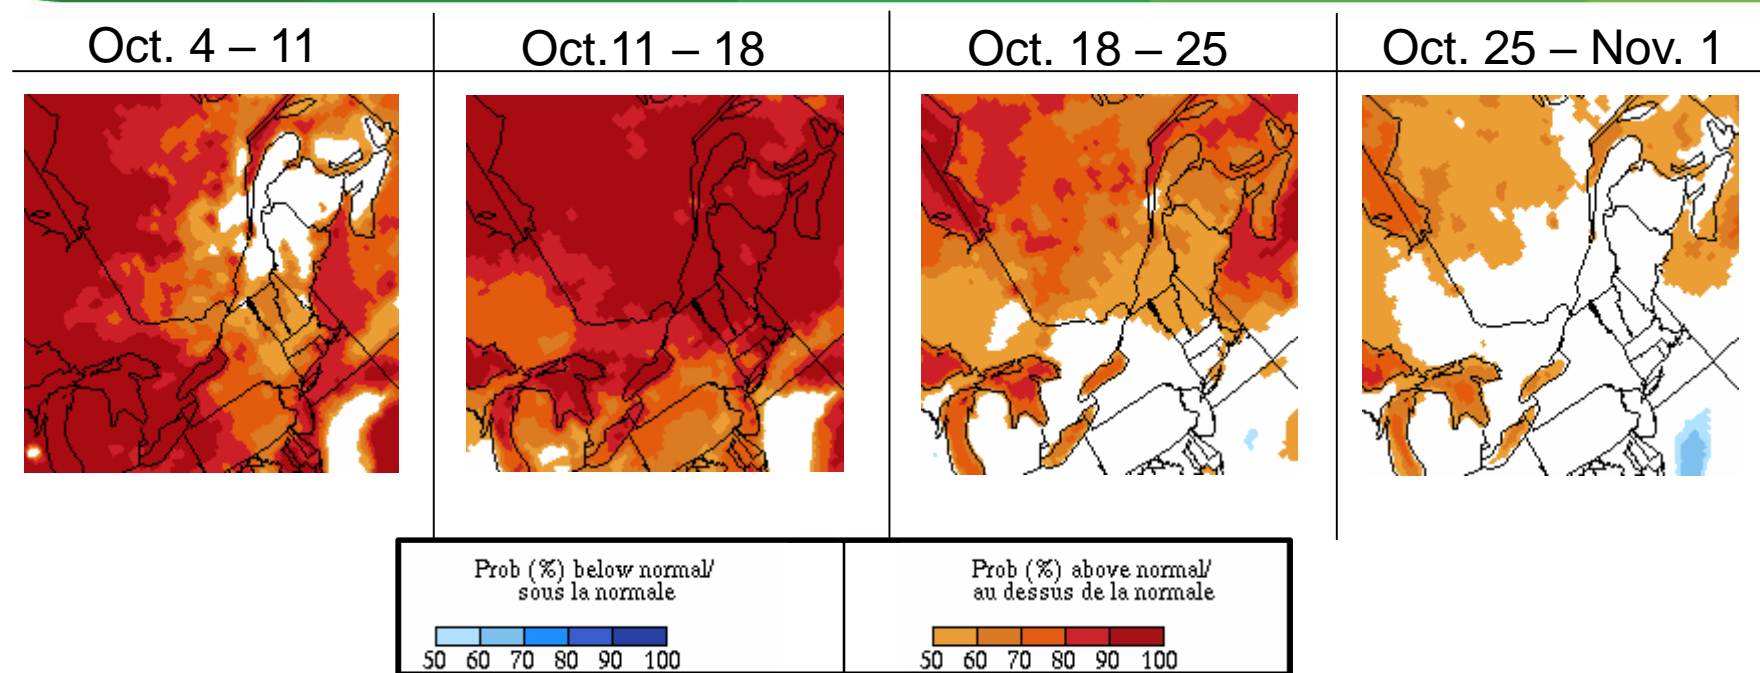 Oct. 4 – 11
Oct.11 – 18
Oct. 18 – 25
Oct. 25 – Nov. 1
Prob (%) below normal/
sous la normale
50 60 70 80 90 100
Prob (%) above normal/
au dessus de la normale
50 60 70 80 90 100